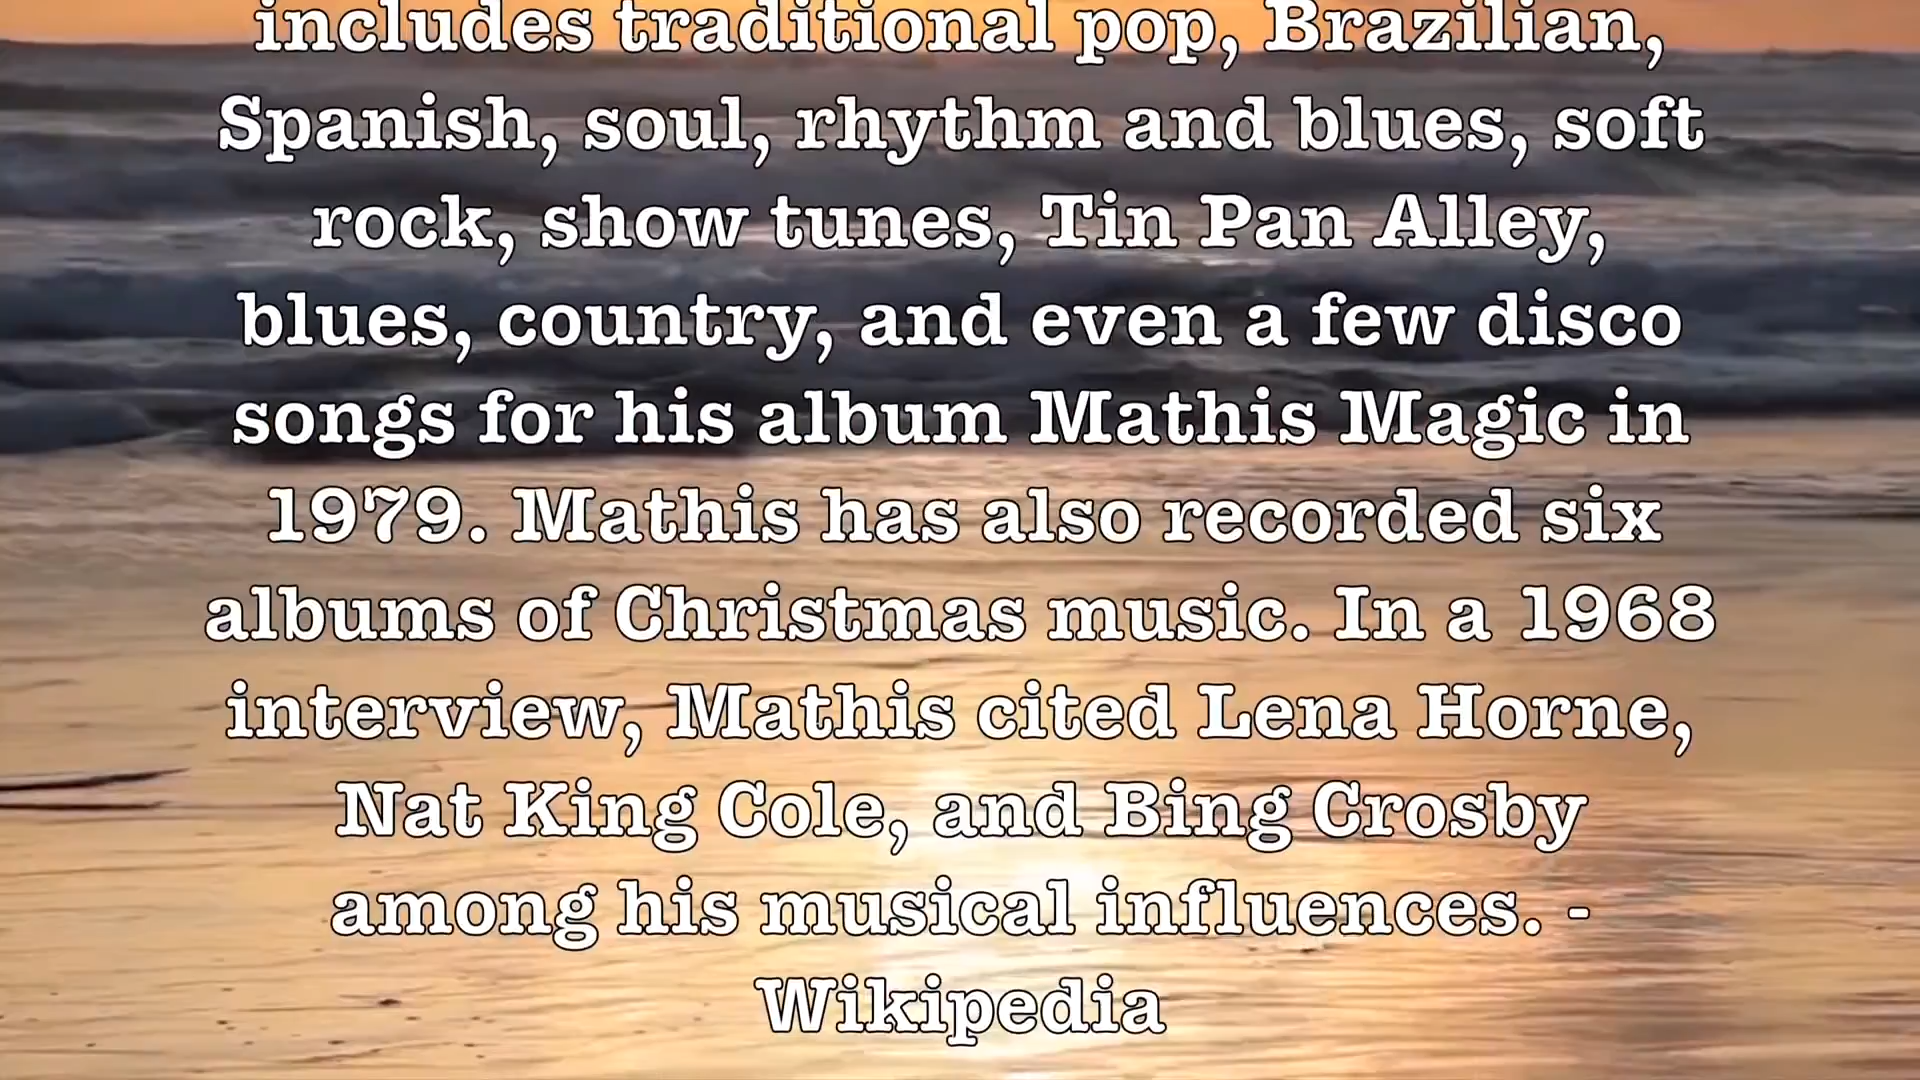 includes traditional pop, Brazilian,
Spanish, soul, rhythm and blues, soft
rock, show tunes, Tin Pan Alley,
blues, country, and even a few disco
songs for his album Mathis Magic in
1979. Mathis has also recorded six
albums of Christmas music. In a 1968
interview, Mathis cited Lena Horne,
Nat King Cole, and Bing Crosby
among his musical influences. -
Wikipedia